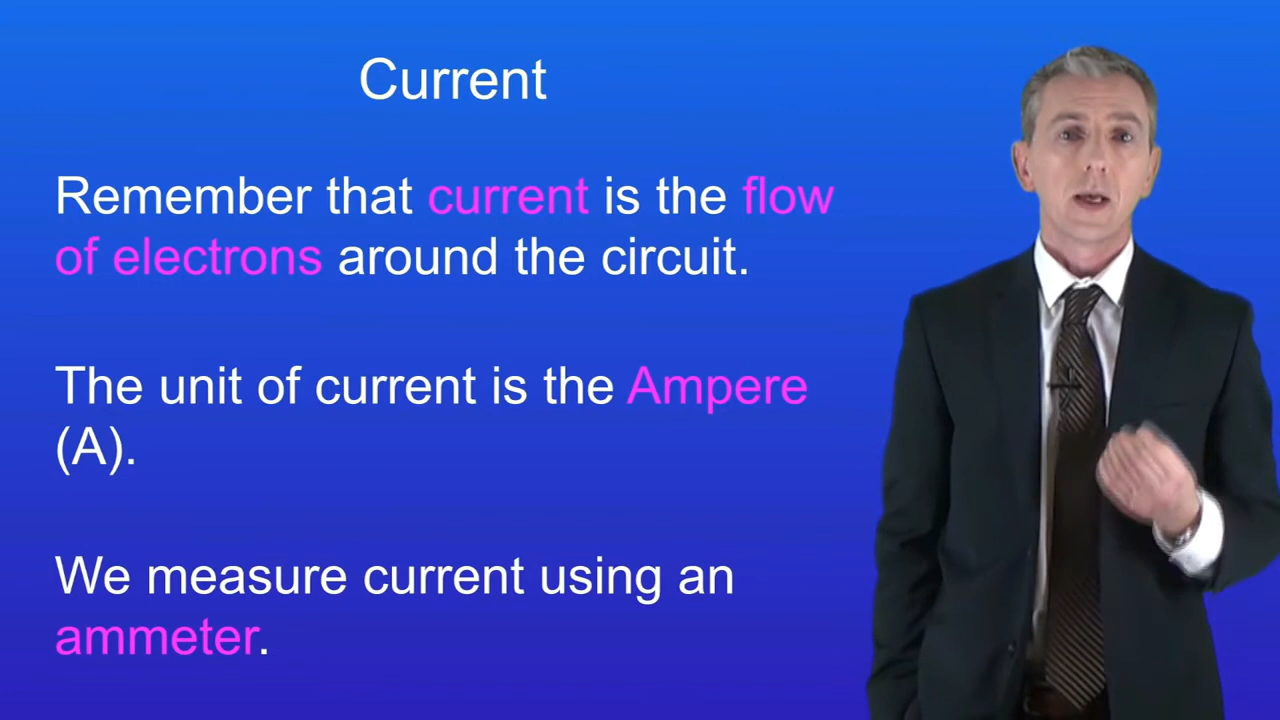 Current
Remember that current is the flow
of electrons around the circuit.
The unit of current is the Ampere
(A).
We measure current using an
ammeter.